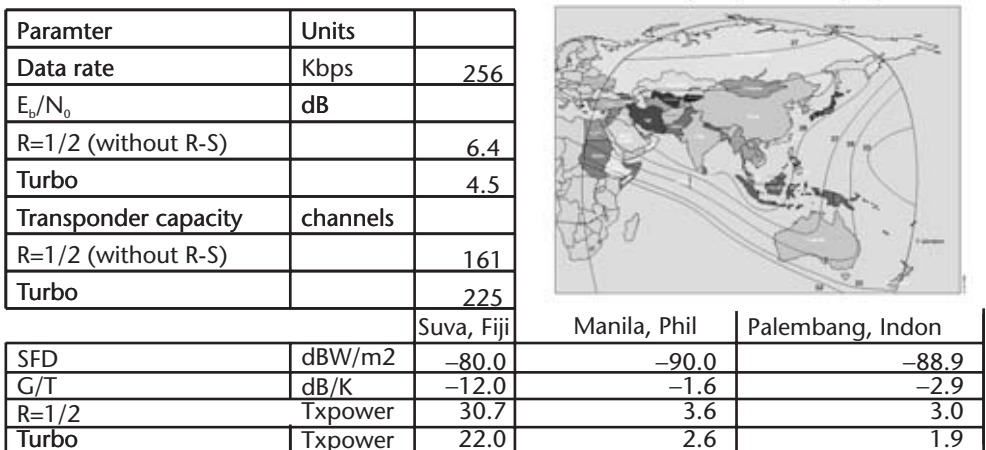 Paramter Units
Data rate Kbps 256
Eb/N0 dB
R=1/2 (without R-S) 6.4
Turbo 4.5
Transponder capacity channels
R=1/2 (without R-S) 161
Turbo 225
Suva, Fiji Manila, Phil Palembang, Indon
SFD dBW/m2 −80.0 −90.0 −88.9
G/T dB/K −12.0 −1.6 −2.9
R=1/2 Txpower 30.7 3.6 3.0
Turbo Txpower 22.0 2.6 1.9